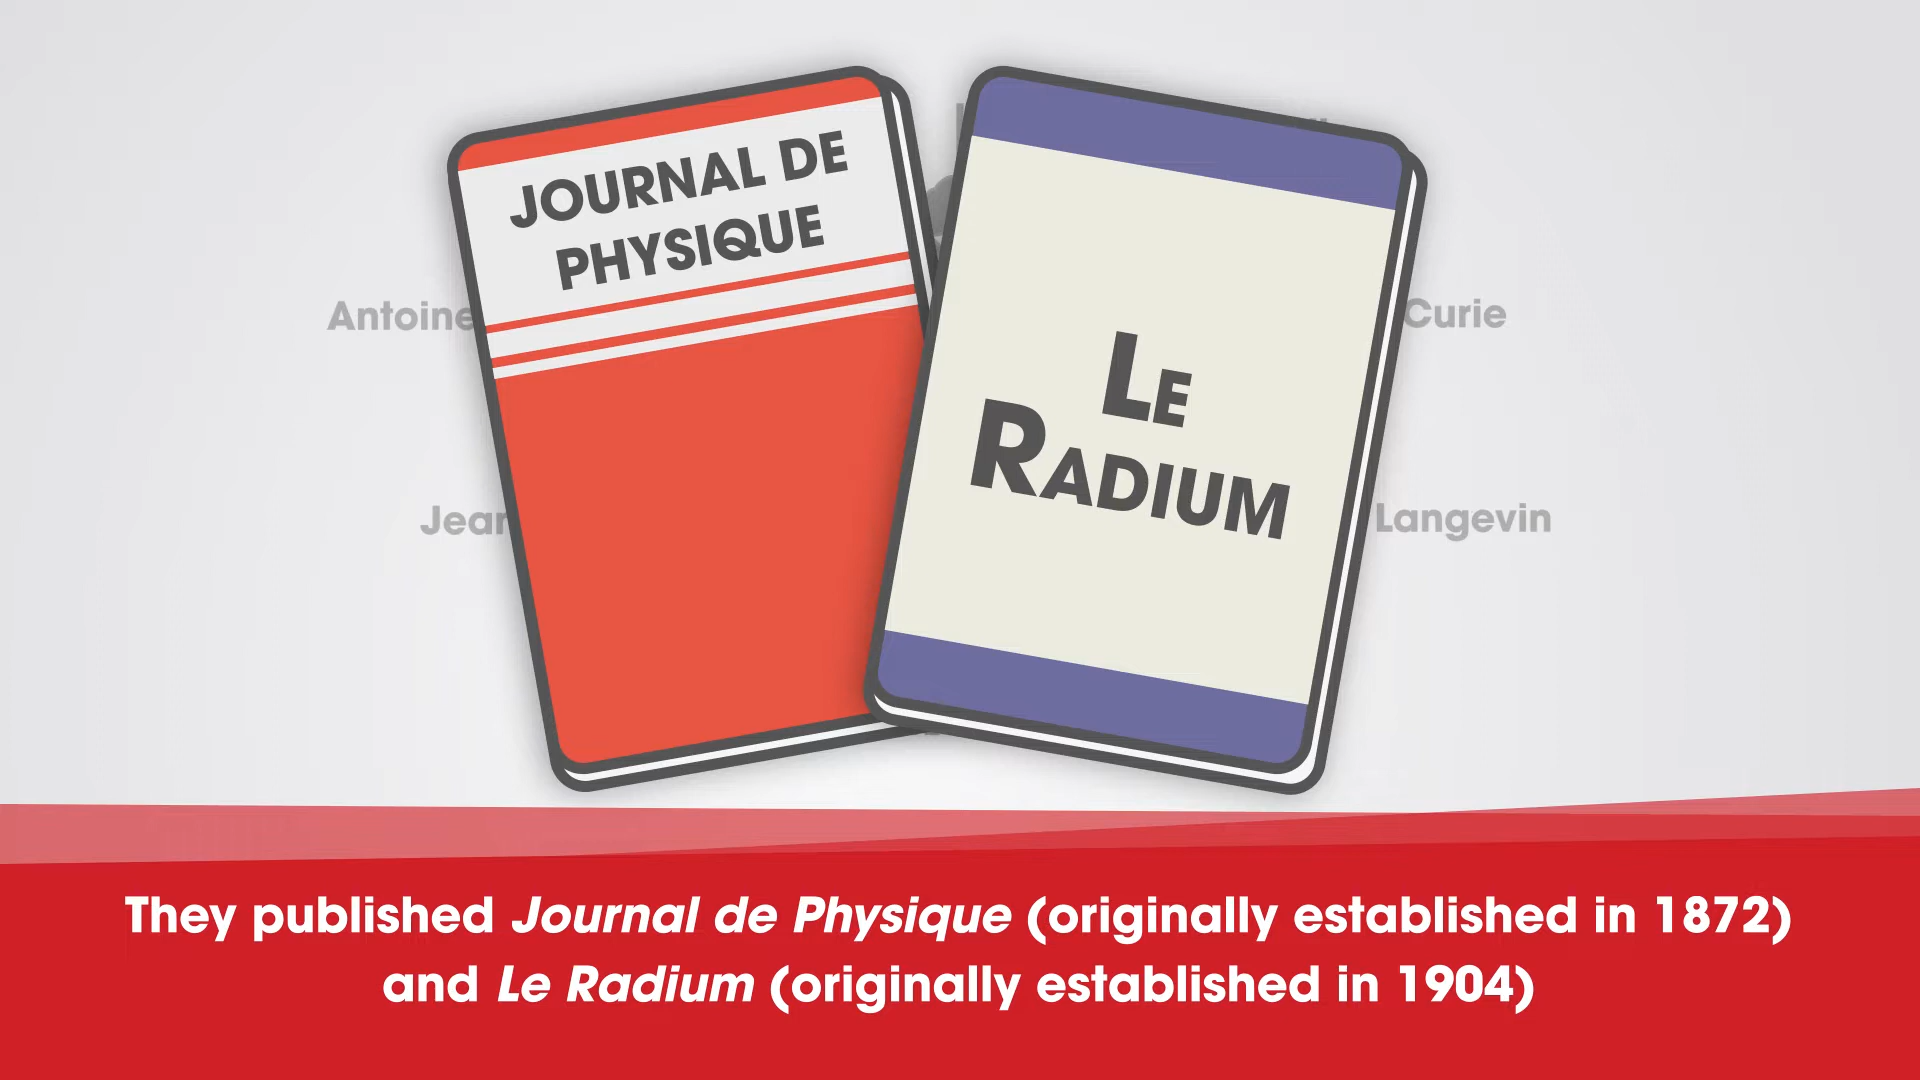 JOURNAL DE
PHYSIQUE
LE
RADIUM
Antoine
Curie
Langevin
They published Journal de Physique (originally established in 1872)
and Le Radium (originally established in 1904)